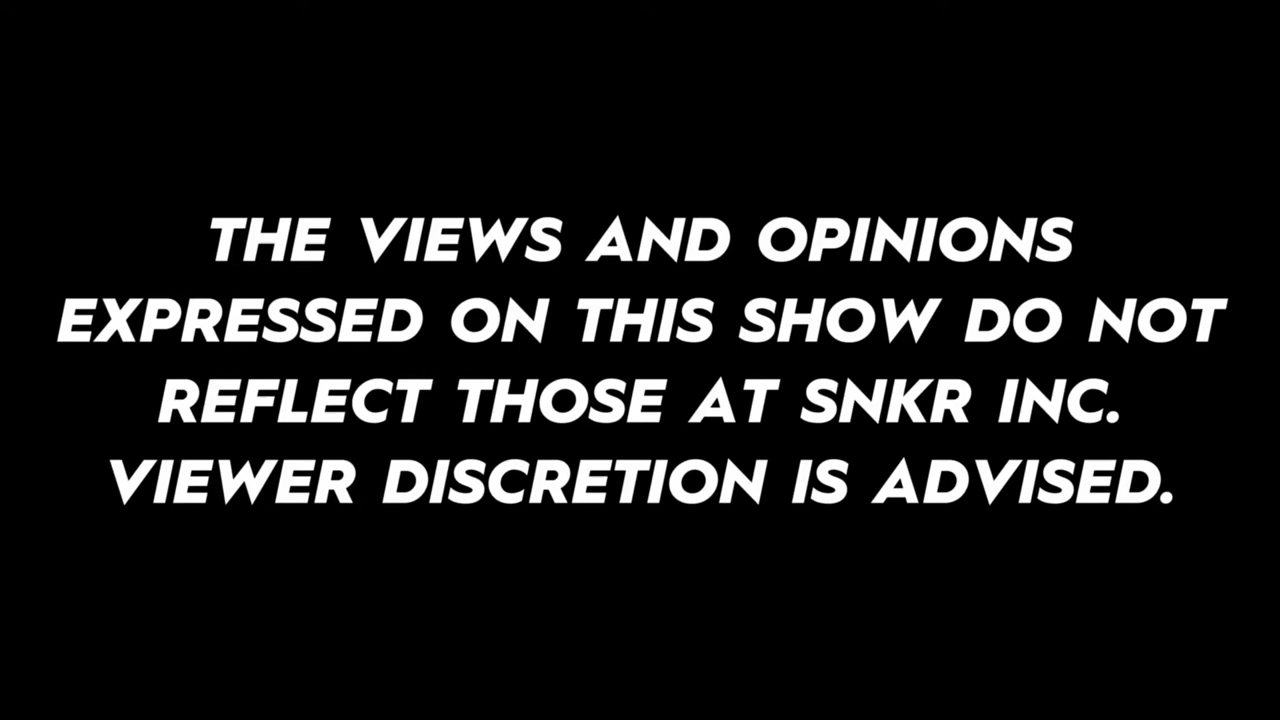 THE VIEWS AND OPINIONS
EXPRESSED ON THIS SHOW DO NOT
REFLECT THOSE AT SNKR INC.
VIEWER DISCRETION IS ADVISED.